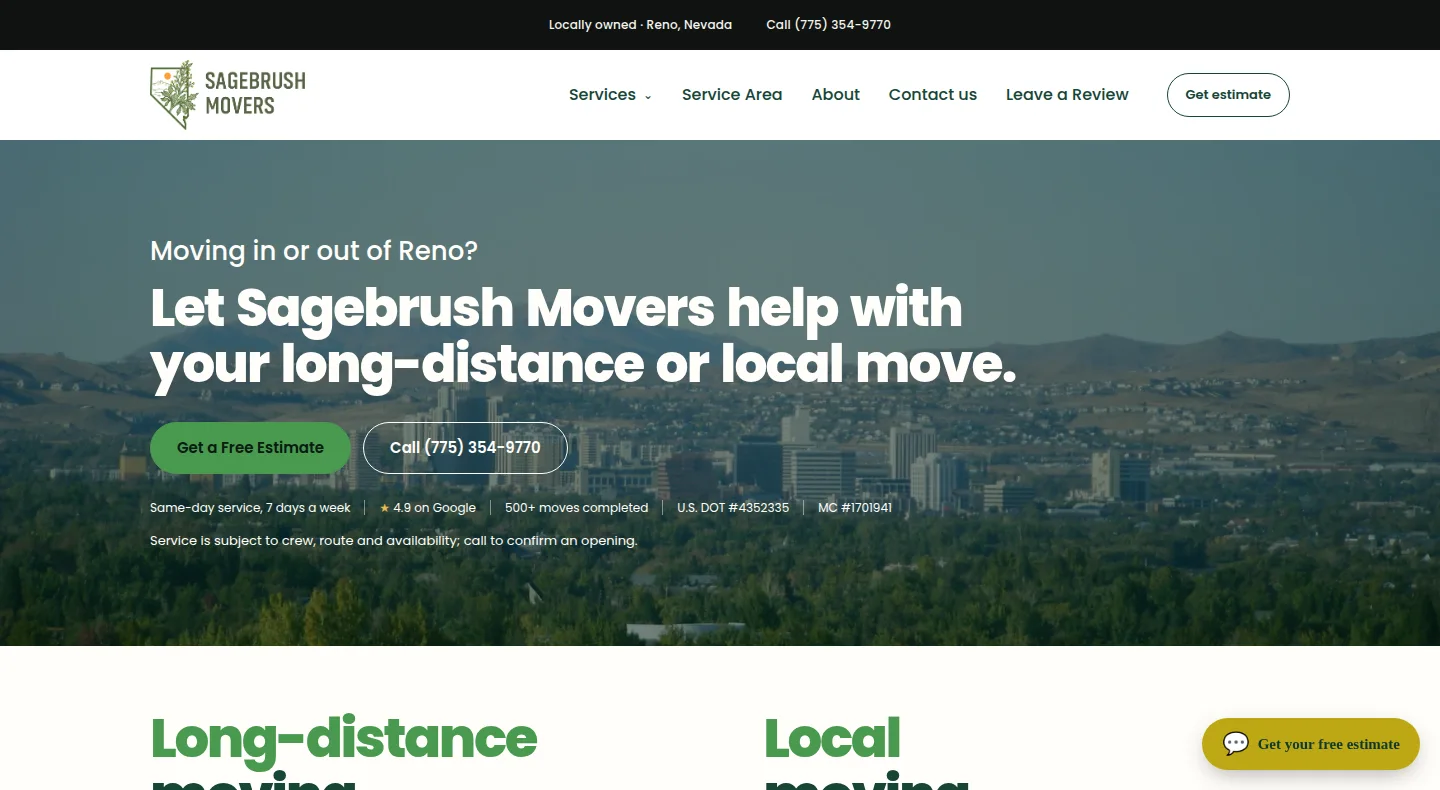 Locally owned · Reno, Nevada
Call (775) 354-9770
SAGEBRUSH
MOVERS
Services
Service Area
About
Contact us
Leave a Review
Get estimate
Moving in or out of Reno?
Let Sagebrush Movers help with
your long-distance or local move.
Get a Free Estimate
Call (775) 354-9770
Same-day service, 7 days a week
★ 4.9 on Google
500+ moves completed
U.S. DOT #4352335
MC #1701941
Service is subject to crew, route and availability; call to confirm an opening.
Long-distance
moving
Local
moving
Get your free estimate